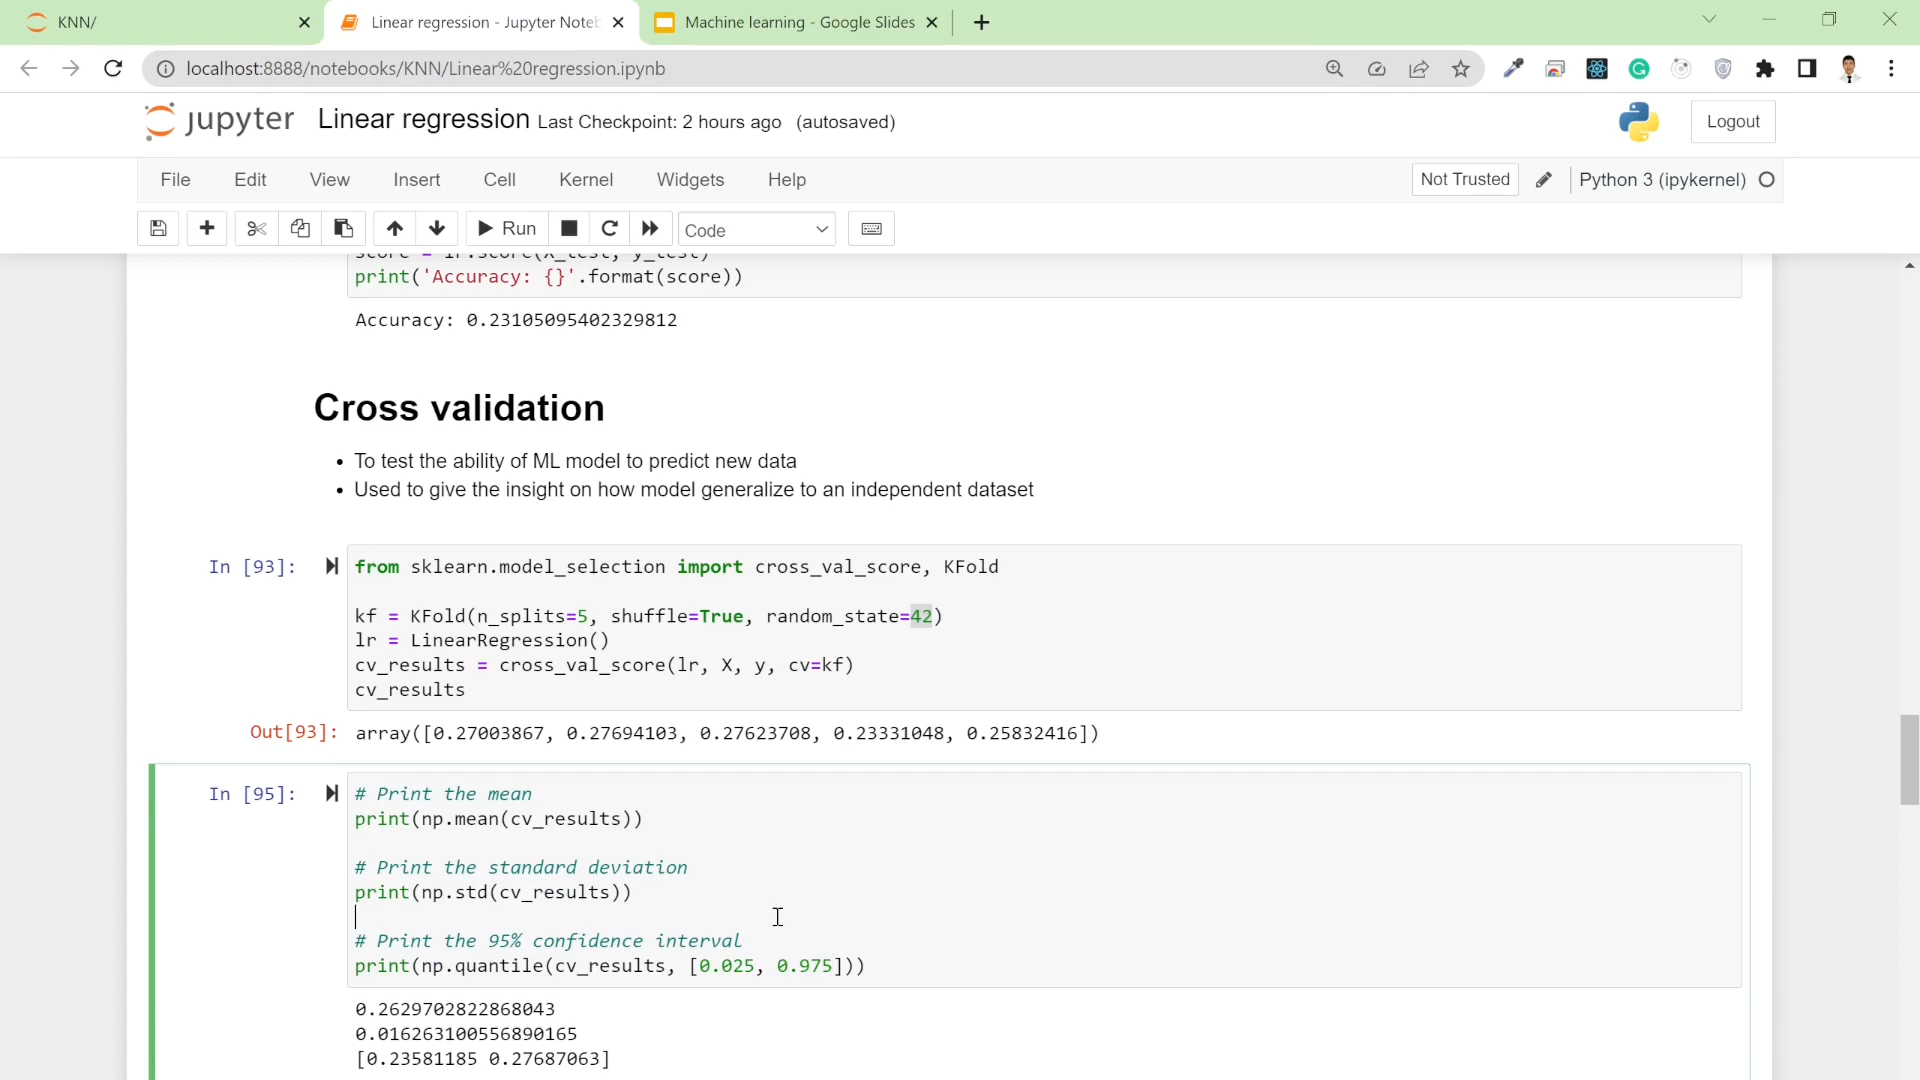 KNN/
Linear regression - Jupyter Noteb
Machine learning - Google Slides
localhost:8888/notebooks/KNN/Linear%20regression.ipynb
jupyter Linear regression Last Checkpoint: 2 hours ago (autosaved)
Logout
File Edit View Insert Cell Kernel Widgets Help
Not Trusted
Python 3 (ipykernel)
Run
Code
score = lr.score(X_test, y_test)
print('Accuracy: {}'.format(score))
Accuracy: 0.23105095402329812
Cross validation
• To test the ability of ML model to predict new data
• Used to give the insight on how model generalize to an independent dataset
In [93]:
from sklearn.model_selection import cross_val_score, KFold
kf = KFold(n_splits=5, shuffle=True, random_state=42)
lr = LinearRegression()
cv_results = cross_val_score(lr, X, y, cv=kf)
cv_results
Out[93]: array([0.27003867, 0.27694103, 0.27623708, 0.23331048, 0.25832416])
In [95]:
# Print the mean
print(np.mean(cv_results))
# Print the standard deviation
print(np.std(cv_results))
# Print the 95% confidence interval
print(np.quantile(cv_results, [0.025, 0.975]))
0.2629702822868043
0.016263100556890165
[0.23581185 0.27687063]